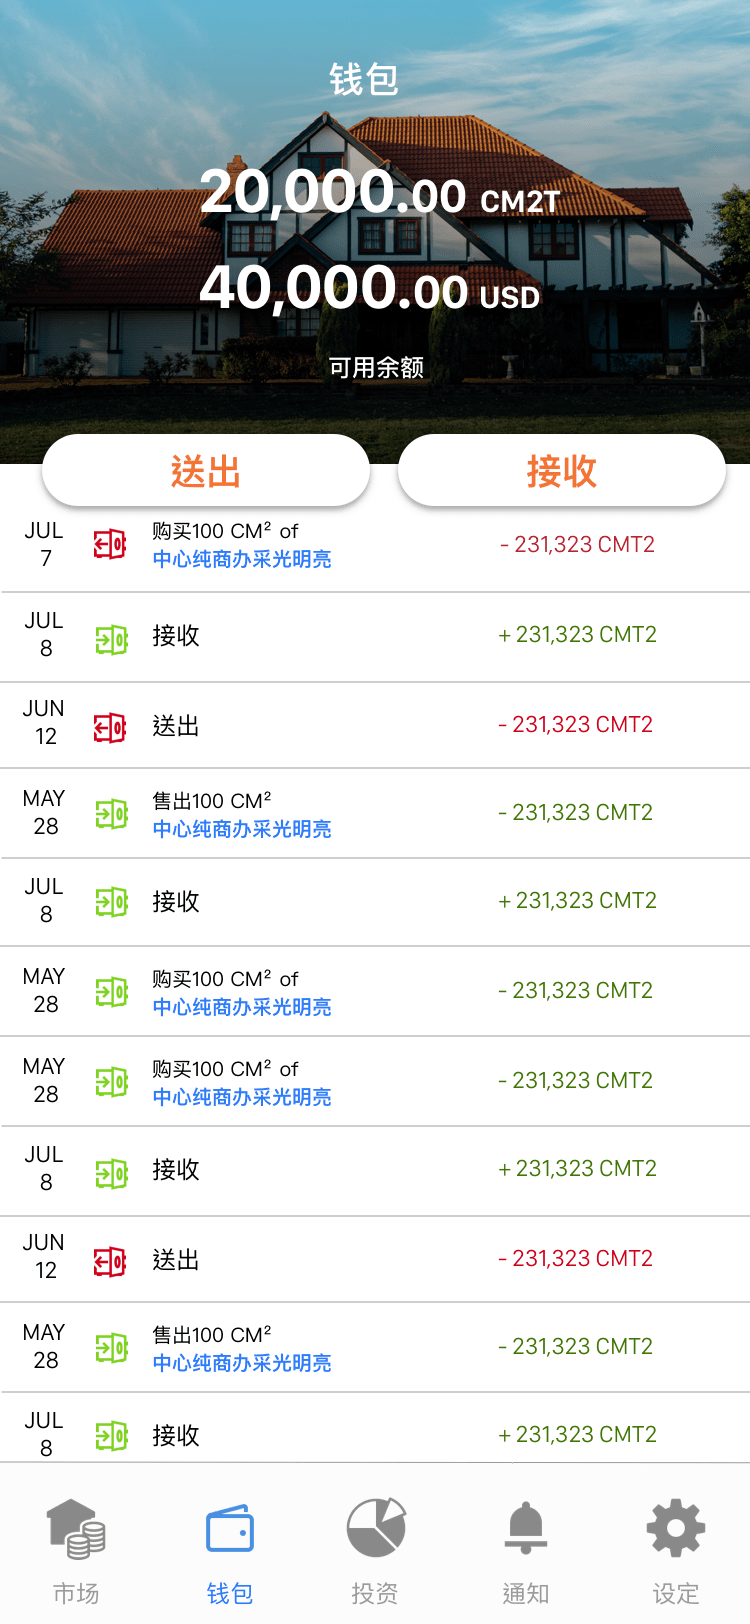 钱包
20,000.00 CM2T
40,000.00 USD
可用余额
送出 接收
JUL 7 购买100 CM² of 中心纯商办采光明亮 - 231,323 CMT2
JUL 8 接收 + 231,323 CMT2
JUN 12 送出 - 231,323 CMT2
MAY 28 售出100 CM² 中心纯商办采光明亮 - 231,323 CMT2
JUL 8 接收 + 231,323 CMT2
MAY 28 购买100 CM² of 中心纯商办采光明亮 - 231,323 CMT2
MAY 28 购买100 CM² of 中心纯商办采光明亮 - 231,323 CMT2
JUL 8 接收 + 231,323 CMT2
JUN 12 送出 - 231,323 CMT2
MAY 28 售出100 CM² 中心纯商办采光明亮 - 231,323 CMT2
JUL 8 接收 + 231,323 CMT2
市场 钱包 投资 通知 设定